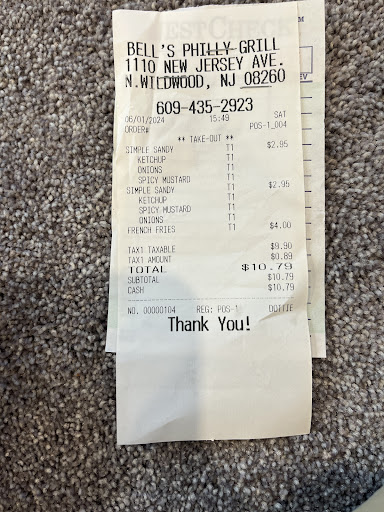 EST CHECK
BELL'S PHILLY GRILL
1110 NEW JERSEY AVE.
N.WILDWOOD, NJ 08260
609-435-2923
06/01/2024 15:49 SAT
ORDER# POS-1_004
** TAKE-OUT **
SIMPLE SANDY T1 $2.95
KETCHUP T1
ONIONS T1
SPICY MUSTARD T1
SIMPLE SANDY T1 $2.95
KETCHUP T1
SPICY MUSTARD T1
ONIONS T1
FRENCH FRIES T1 $4.00
TAX1 TAXABLE $9.90
TAX1 AMOUNT $0.89
TOTAL $10.79
SUBTOTAL $10.79
CASH $10.79
NO. 00000104 REG: POS-1 DOTTIE
Thank You!